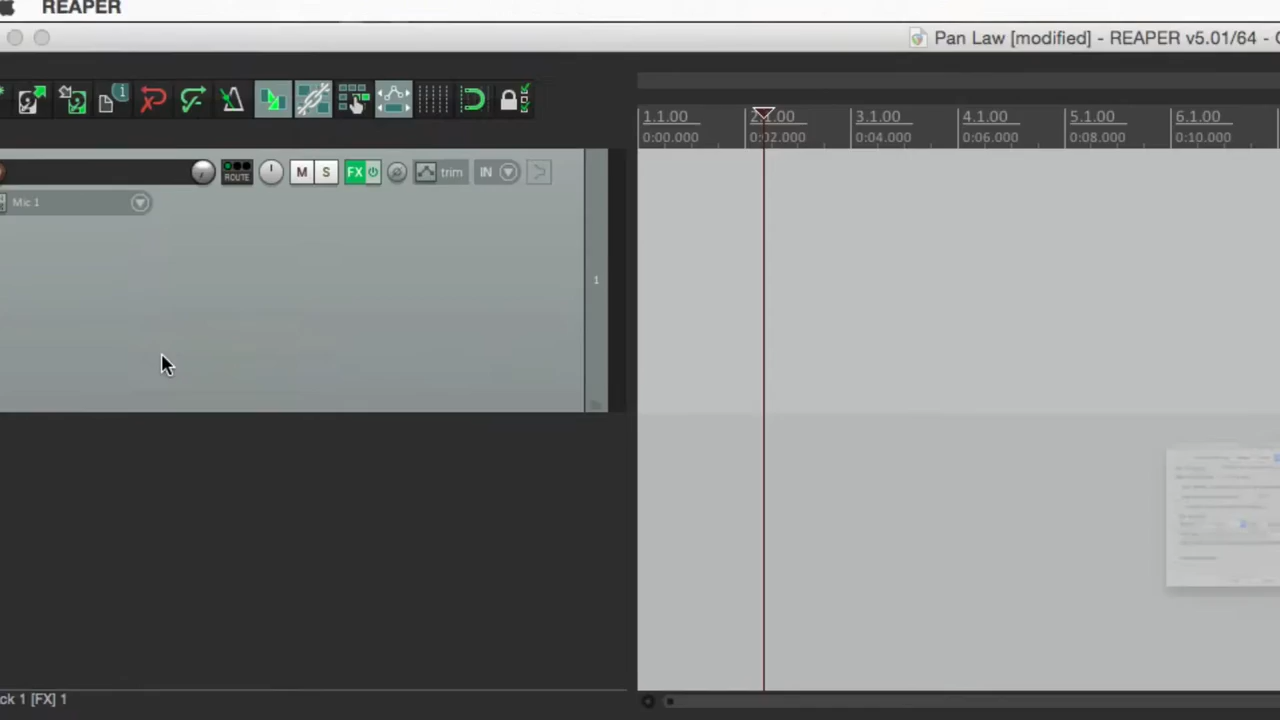 REAPER
Pan Law [modified] - REAPER v5.01/64 -
1.1.00 2.1.00 3.1.00 4.1.00 5.1.00 6.1.00
0:00.000 0:02.000 0:04.000 0:06.000 0:08.000 0:10.000
ROUTE M S FX trim IN
Mic 1
1
ck 1 [FX] 1